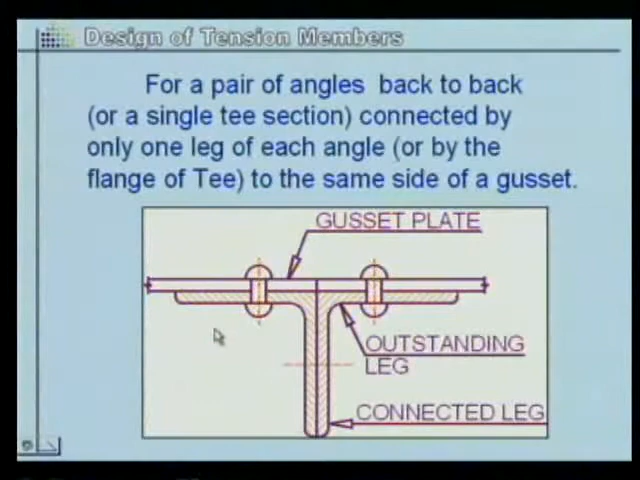 Design of Tension Members
For a pair of angles back to back
(or a single tee section) connected by
only one leg of each angle (or by the
flange of Tee) to the same side of a gusset.
GUSSET PLATE
OUTSTANDING
LEG
CONNECTED LEG